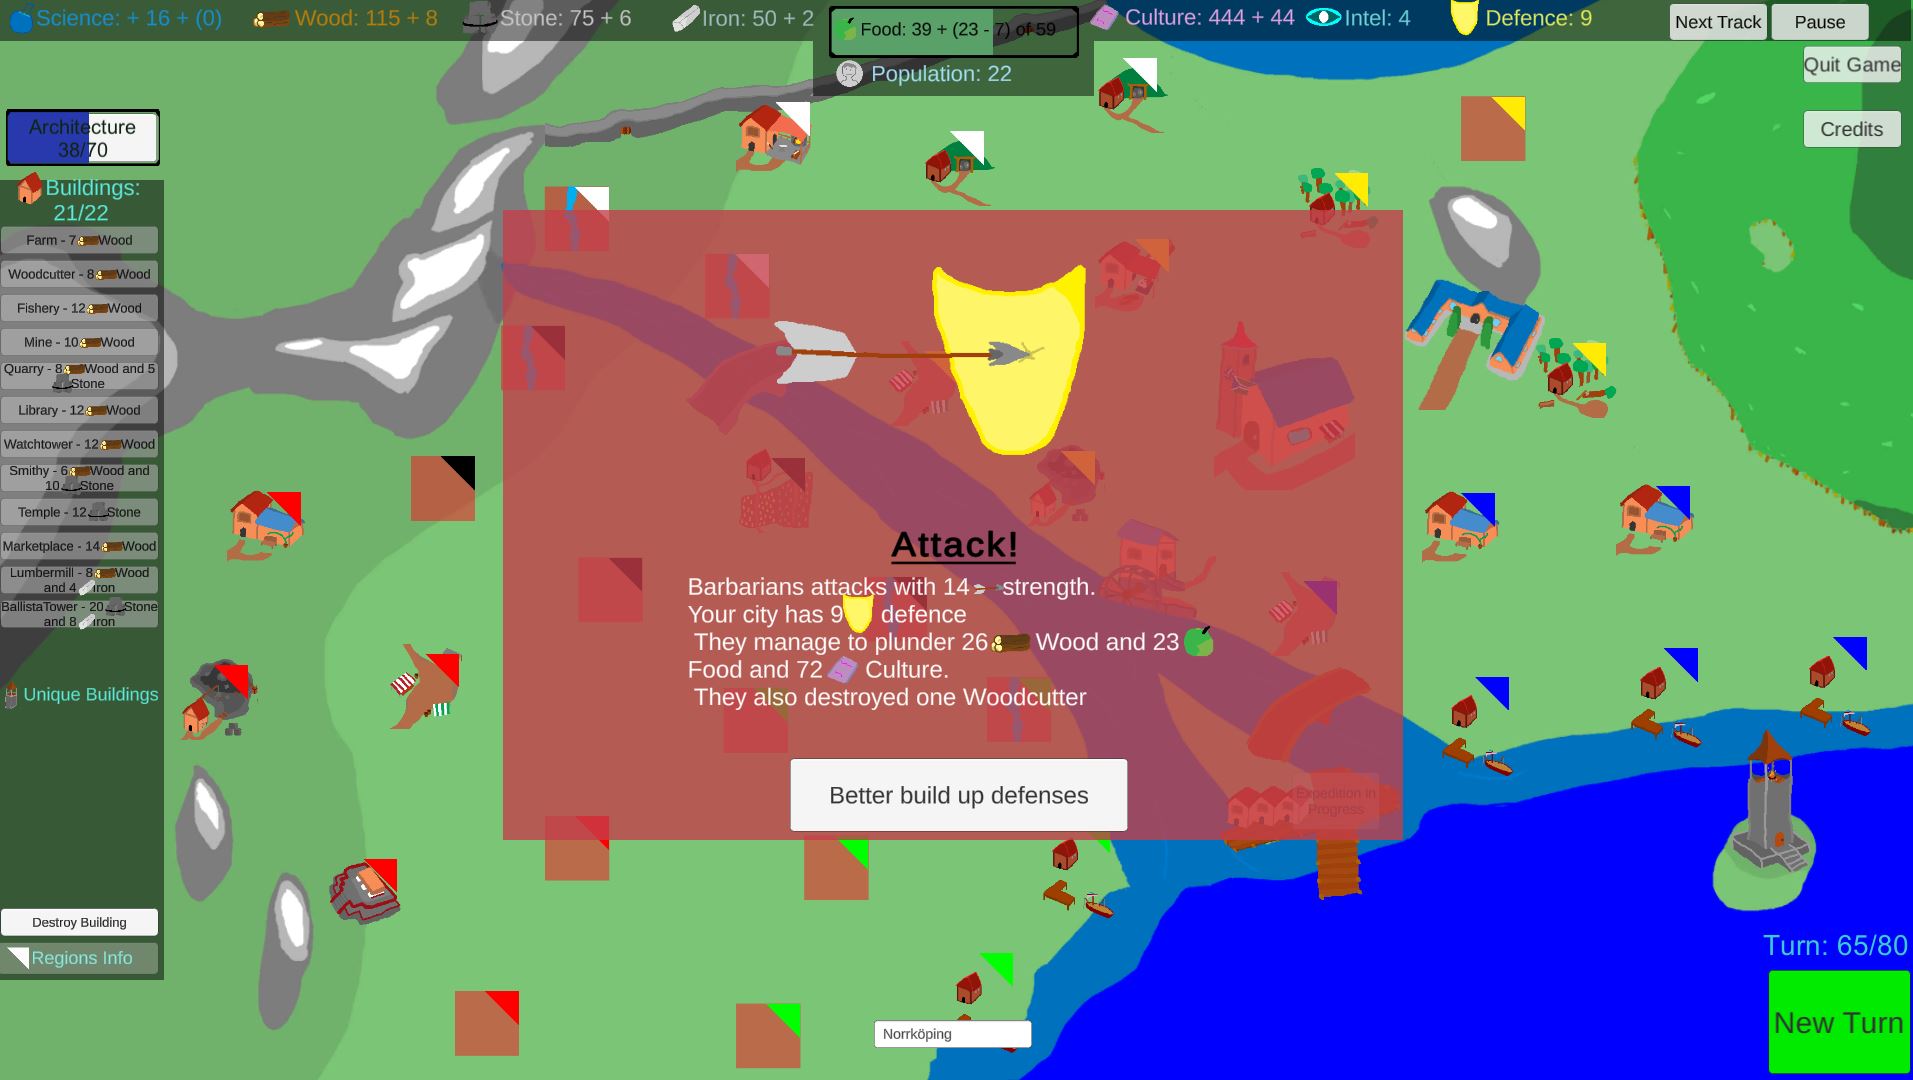 Science: + 16 + (0)
Wood: 115 + 8
Stone: 75 + 6
Iron: 50 + 2
Food: 39 + (23 - 7) of 59
Culture: 444 + 44
Intel: 4
Defence: 9
Next Track
Pause
Population: 22
Quit Game
Credits
Architecture
38/70
Buildings:
21/22
Farm - 7 Wood
Woodcutter - 8 Wood
Fishery - 12 Wood
Mine - 10 Wood
Quarry - 8 Wood and 5
Stone
Library - 12 Wood
Watchtower - 12 Wood
Smithy - 6 Wood and
10 Stone
Temple - 12 Stone
Marketplace - 14 Wood
Lumbermill - 8 Wood
and 4 Iron
BallistaTower - 20 Stone
and 8 Iron
Unique Buildings
Destroy Building
Regions Info
Attack!
Barbarians attacks with 14 strength.
Your city has 9 defence
They manage to plunder 26 Wood and 23
Food and 72 Culture.
They also destroyed one Woodcutter
Better build up defenses
Expedition in
Progress
Norrköping
Turn: 65/80
New Turn